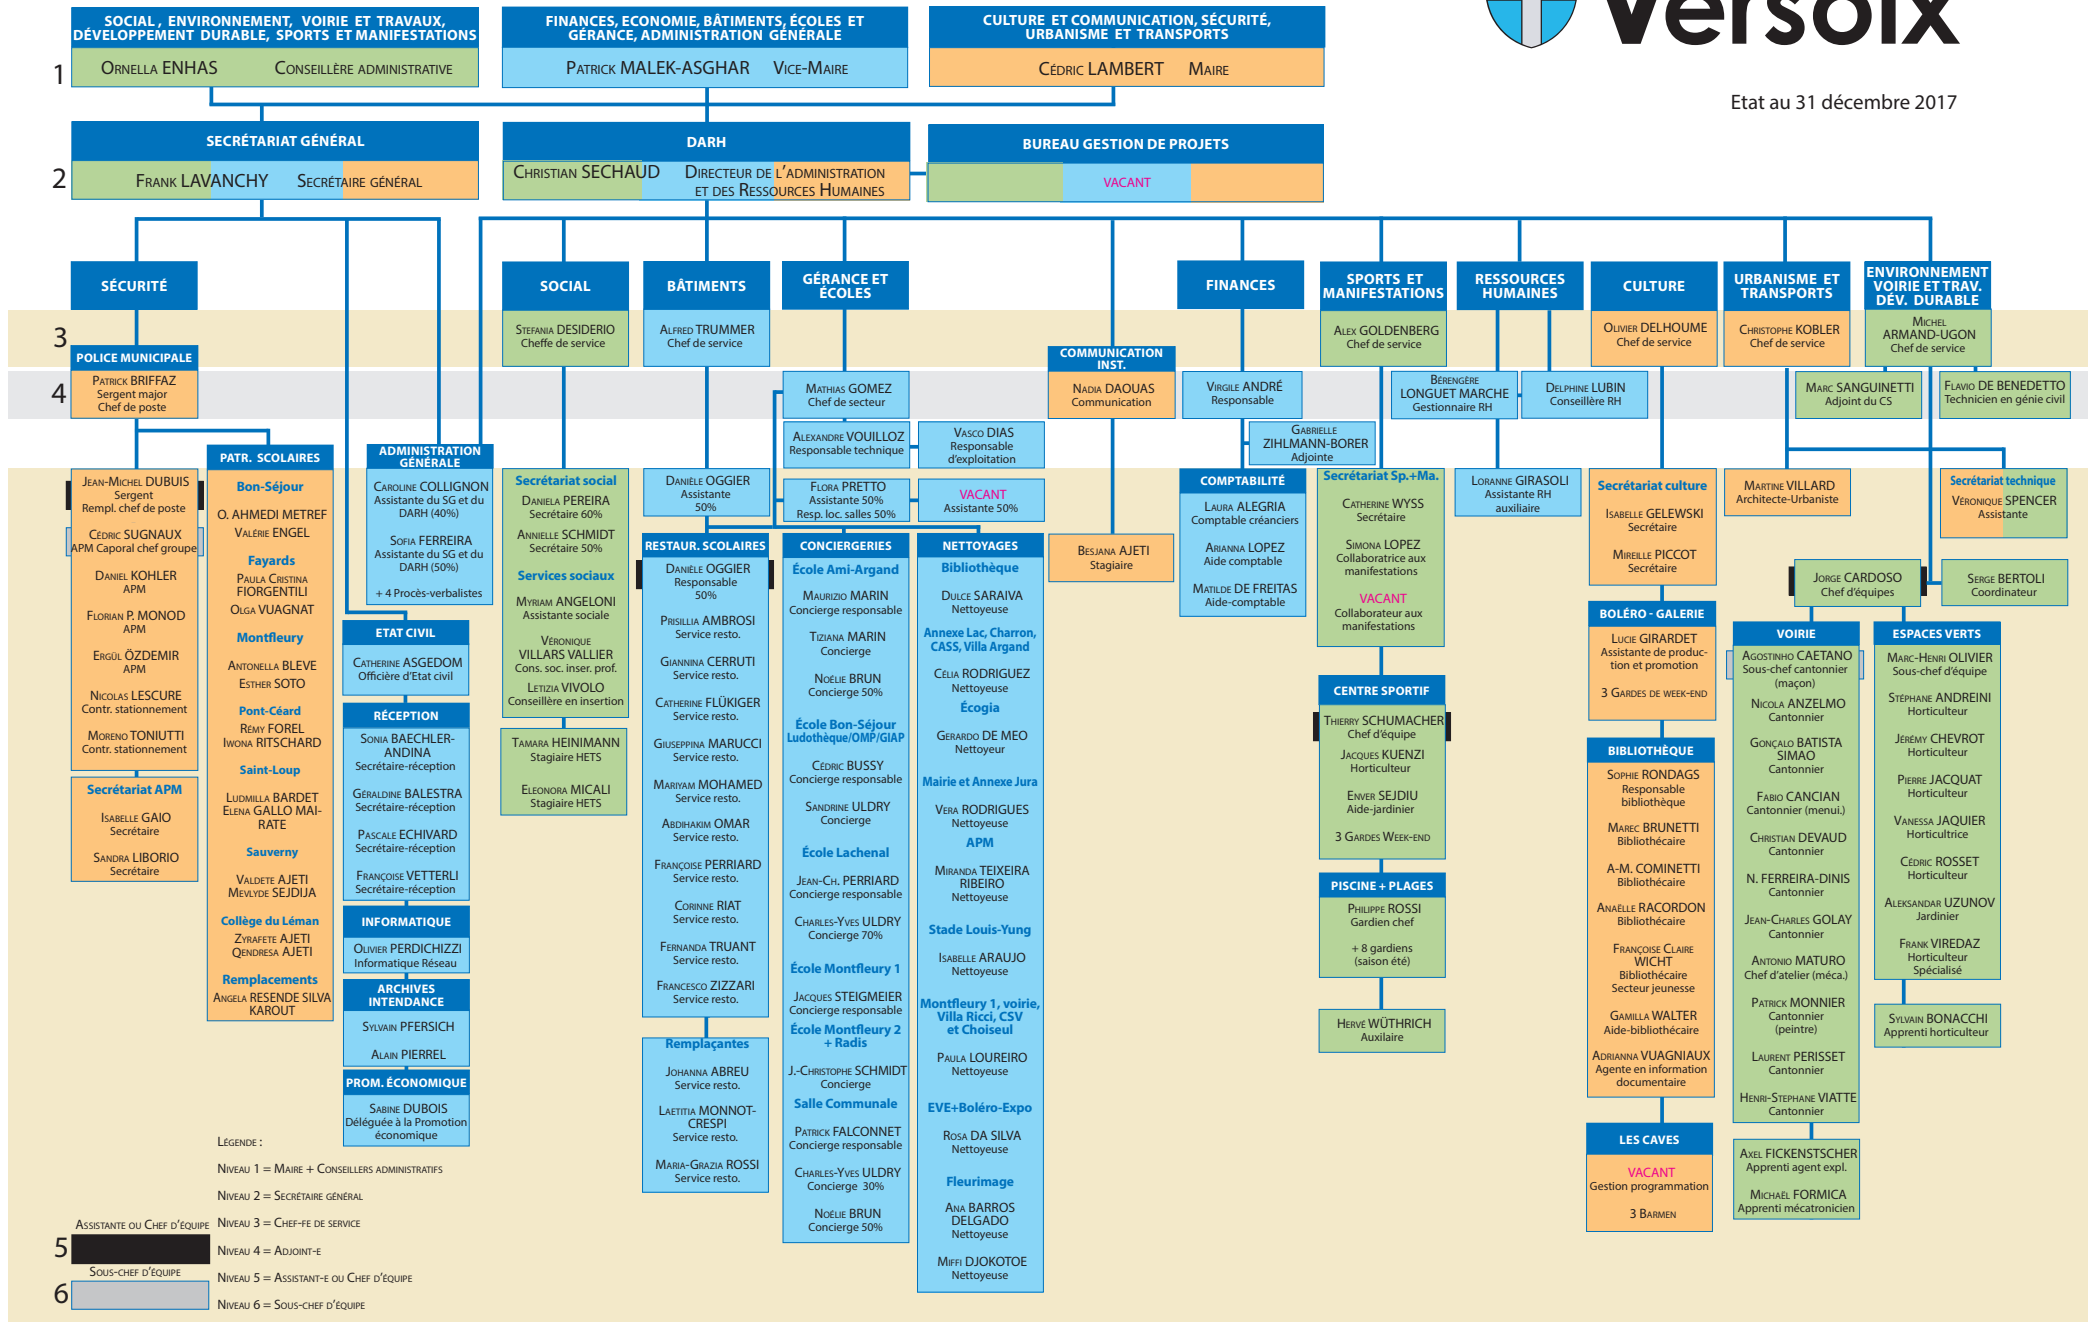 Versoix
Etat au 31 décembre 2017
1
SOCIAL, ENVIRONNEMENT, VOIRIE ET TRAVAUX,
DÉVELOPPEMENT DURABLE, SPORTS ET MANIFESTATIONS
ORNELLA ENHAS CONSEILLÈRE ADMINISTRATIVE
FINANCES, ECONOMIE, BÂTIMENTS, ÉCOLES ET
GÉRANCE, ADMINISTRATION GÉNÉRALE
PATRICK MALEK-ASGHAR VICE-MAIRE
CULTURE ET COMMUNICATION, SÉCURITÉ,
URBANISME ET TRANSPORTS
CÉDRIC LAMBERT MAIRE
2
SECRÉTARIAT GÉNÉRAL
FRANK LAVANCHY SECRÉTAIRE GÉNÉRAL
DARH
CHRISTIAN SECHAUD DIRECTEUR DE L'ADMINISTRATION
ET DES RESSOURCES HUMAINES
BUREAU GESTION DE PROJETS
VACANT
3
4
SÉCURITÉ
POLICE MUNICIPALE
PATRICK BRIFFAZ
Sergent major
Chef de poste
JEAN-MICHEL DUBUIS
Sergent
Rempl. chef de poste
CÉDRIC SUGNAUX
APM Caporal chef groupe
DANIEL KOHLER
APM
FLORIAN P. MONOD
APM
ERGÜL ÖZDEMIR
APM
NICOLAS LESCURE
Contr. stationnement
MORENO TONIUTTI
Contr. stationnement
Secrétariat APM
ISABELLE GAIO
Secrétaire
SANDRA LIBORIO
Secrétaire
PATR. SCOLAIRES
Bon-Séjour
O. AHMEDI METREF
VALÉRIE ENGEL
Fayards
PAULA CRISTINA
FIORGENTILI
OLGA VUAGNAT
Montfleury
ANTONELLA BLEVE
ESTHER SOTO
Pont-Céard
RÉMY FOREL
IWONA RITSCHARD
Saint-Loup
LUDMILLA BARDET
ELENA GALLO MAI-
RATE
Sauverny
VALDETE AJETI
MEVLYDE SEJDIJA
Collège du Léman
ZYRAFETE AJETI
QENDRESA AJETI
Remplacements
ANGELA RESENDE SILVA
KAROUT
ADMINISTRATION
GÉNÉRALE
CAROLINE COLLIGNON
Assistante du SG et du
DARH (40%)
SOFIA FERREIRA
Assistante du SG et du
DARH (50%)
+ 4 Procès-verbalistes
ETAT CIVIL
CATHERINE ASGEDOM
Officière d'Etat civil
RÉCEPTION
SONIA BAECHLER-
ANDINA
Secrétaire-réception
GÉRALDINE BALESTRA
Secrétaire-réception
PASCALE ECHIVARD
Secrétaire-réception
FRANÇOISE VETTERLI
Secrétaire-réception
INFORMATIQUE
OLIVIER PERDICHIZZI
Informatique Réseau
ARCHIVES
INTENDANCE
SYLVAIN PFERSICH
ALAIN PIERREL
PROM. ÉCONOMIQUE
SABINE DUBOIS
Déléguée à la Promotion
économique
SOCIAL
STEFANIA DESIDERIO
Cheffe de service
Secrétariat social
DANIELA PEREIRA
Secrétaire 60%
ANNIELLE SCHMIDT
Secrétaire 50%
Services sociaux
MYRIAM ANGELONI
Assistante sociale
VÉRONIQUE
VILLARS VALLIER
Cons. soc. inser. prof.
LETIZIA VIVOLO
Conseillère en insertion
TAMARA HEINIMANN
Stagiaire HETS
ELEONORA MICALI
Stagiaire HETS
BÂTIMENTS
ALFRED TRUMMER
Chef de service
DANIÈLE OGGIER
Assistante
50%
RESTAUR. SCOLAIRES
DANIÈLE OGGIER
Responsable
50%
PRISILLIA AMBROSI
Service resto.
GIANNINA CERRUTI
Service resto.
CATHERINE FLÜKIGER
Service resto.
GIUSEPPINA MARUCCI
Service resto.
MARIYAM MOHAMED
Service resto.
ABDIHAKIM OMAR
Service resto.
FRANÇOISE PERRIARD
Service resto.
CORINNE RIAT
Service resto.
FERNANDA TRUANT
Service resto.
FRANCESCO ZIZZARI
Service resto.
Remplaçantes
JOHANNA ABREU
Service resto.
LAETITIA MONNOT-
CRESPI
Service resto.
MARIA-GRAZIA ROSSI
Service resto.
GÉRANCE ET
ÉCOLES
MATHIAS GOMEZ
Chef de secteur
ALEXANDRE VOUILLOZ
Responsable technique
VASCO DIAS
Responsable
d'exploitation
FLORA PRETTO
Assistante 50%
Resp. loc. salles 50%
VACANT
Assistante 50%
CONCIERGERIES
École Ami-Argand
MAURIZIO MARIN
Concierge responsable
TIZIANA MARIN
Concierge
NOÉLIE BRUN
Concierge 50%
École Bon-Séjour
Ludothèque/OMP/GIAP
CÉDRIC BUSSY
Concierge responsable
SANDRINE ULDRY
Concierge
École Lachenal
JEAN-CH. PERRIARD
Concierge responsable
CHARLES-YVES ULDRY
Concierge 70%
École Montfleury 1
JACQUES STEIGMEIER
Concierge responsable
École Montfleury 2
+ Radis
J.-CHRISTOPHE SCHMIDT
Concierge
Salle Communale
PATRICK FALCONNET
Concierge responsable
CHARLES-YVES ULDRY
Concierge 30%
NOÉLIE BRUN
Concierge 50%
NETTOYAGES
Bibliothèque
DULCE SARAIVA
Nettoyeuse
Annexe Lac, Charron,
CASS, Villa Argand
CÉLIA RODRIGUEZ
Nettoyeuse
Écogia
GERARDO DE MEO
Nettoyeur
Mairie et Annexe Jura
VERA RODRIGUES
Nettoyeuse
APM
MIRANDA TEIXEIRA
RIBEIRO
Nettoyeuse
Stade Louis-Yung
ISABELLE ARAUJO
Nettoyeuse
Montfleury 1, voirie,
Villa Ricci, CSV
et Choiseul
PAULA LOUREIRO
Nettoyeuse
EVE+Boléro-Expo
ROSA DA SILVA
Nettoyeuse
Fleurimage
ANA BARROS
DELGADO
Nettoyeuse
MIFFI DJOKOTOE
Nettoyeuse
COMMUNICATION
INST.
NADIA DAOUAS
Communication
BESJANA AJETI
Stagiaire
FINANCES
VIRGILE ANDRÉ
Responsable
GABRIELLE
ZIHLMANN-BORER
Adjointe
COMPTABILITÉ
LAURA ALEGRIA
Comptable créanciers
ARIANNA LOPEZ
Aide comptable
MATILDE DE FREITAS
Aide-comptable
SPORTS ET
MANIFESTATIONS
ALEX GOLDENBERG
Chef de service
Secrétariat Sp.+Ma.
CATHERINE WYSS
Secrétaire
SIMONA LOPEZ
Collaboratrice aux
manifestations
VACANT
Collaborateur aux
manifestations
CENTRE SPORTIF
THIERRY SCHUMACHER
Chef d'équipe
JACQUES KUENZI
Horticulteur
ENVER SEJDIU
Aide-jardinier
3 GARDES WEEK-END
PISCINE + PLAGES
PHILIPPE ROSSI
Gardien chef
+ 8 gardiens
(saison été)
HERVÉ WÜTHRICH
Auxilaire
RESSOURCES
HUMAINES
BÉRENGÈRE
LONGUET MARCHE
Gestionnaire RH
DELPHINE LUBIN
Conseillère RH
LORANNE GIRASOLI
Assistante RH
auxiliaire
CULTURE
OLIVIER DELHOUME
Chef de service
Secrétariat culture
ISABELLE GELEWSKI
Secrétaire
MIREILLE PICCOT
Secrétaire
BOLÉRO - GALERIE
LUCIE GIRARDET
Assistante de produc-
tion et promotion
3 GARDES DE WEEK-END
BIBLIOTHÈQUE
SOPHIE RONDAGS
Responsable
bibliothèque
MAREC BRUNETTI
Bibliothécaire
A-M. COMINETTI
Bibliothécaire
ANAËLLE RACORDON
Bibliothécaire
FRANÇOISE CLAIRE
WICHT
Bibliothécaire
Secteur jeunesse
GAMILLA WALTER
Aide-bibliothécaire
ADRIANNA VUAGNIAUX
Agente en information
documentaire
LES CAVES
VACANT
Gestion programmation
3 BARMEN
URBANISME ET
TRANSPORTS
CHRISTOPHE KOBLER
Chef de service
MARTINE VILLARD
Architecte-Urbaniste
Secrétariat technique
VÉRONIQUE SPENCER
Assistante
ENVIRONNEMENT
VOIRIE ET TRAV.
DÉV. DURABLE
MICHEL
ARMAND-UGON
Chef de service
MARC SANGUINETTI
Adjoint du CS
FLAVIO DE BENEDETTO
Technicien en génie civil
JORGE CARDOSO
Chef d'équipes
SERGE BERTOLI
Coordinateur
VOIRIE
AGOSTINHO CAETANO
Sous-chef cantonnier
(maçon)
NICOLA ANZELMO
Cantonnier
GONÇALO BATISTA
SIMAO
Cantonnier
FABIO CANCIAN
Cantonnier (menui.)
CHRISTIAN DEVAUD
Cantonnier
N. FERREIRA-DINIS
Cantonnier
JEAN-CHARLES GOLAY
Cantonnier
ANTONIO MATURO
Chef d'atelier (méca.)
PATRICK MONNIER
Cantonnier
(peintre)
LAURENT PERISSET
Cantonnier
HENRI-STEPHANE VIATTE
Cantonnier
AXEL FICKENSTSCHER
Apprenti agent expl.
MICHAËL FORMICA
Apprenti mécatronicien
ESPACES VERTS
MARC-HENRI OLIVIER
Sous-chef d'équipe
STÉPHANE ANDREINI
Horticulteur
JÉRÉMY CHEVROT
Horticulteur
PIERRE JACQUAT
Horticulteur
VANESSA JAQUIER
Horticultrice
CÉDRIC ROSSET
Horticulteur
ALEKSANDAR UZUNOV
Jardinier
FRANK VIREDAZ
Horticulteur
Spécialisé
SYLVAIN BONACCHI
Apprenti horticulteur
LÉGENDE :
NIVEAU 1 = MAIRE + CONSEILLERS ADMINISTRATIFS
NIVEAU 2 = SECRÉTAIRE GÉNÉRAL
NIVEAU 3 = CHEF-FE DE SERVICE
NIVEAU 4 = ADJOINT-E
NIVEAU 5 = ASSISTANT-E OU CHEF D'ÉQUIPE
NIVEAU 6 = SOUS-CHEF D'ÉQUIPE
ASSISTANTE OU CHEF D'ÉQUIPE
5
SOUS-CHEF D'ÉQUIPE
6